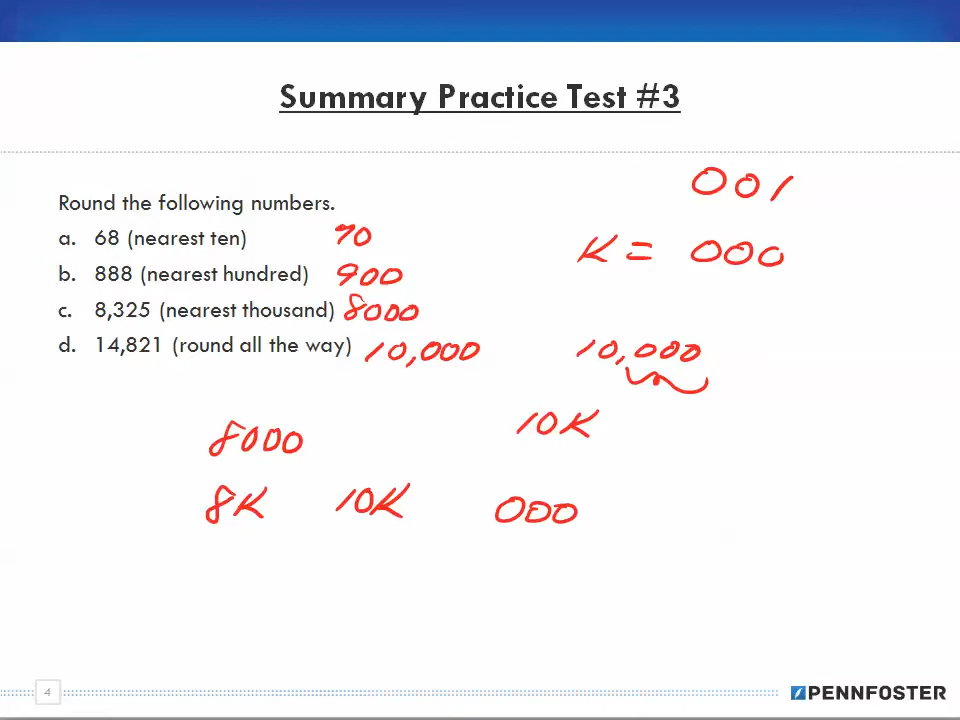 Summary Practice Test #3
001
Round the following numbers.
a. 68 (nearest ten) 70
K = 000
b. 888 (nearest hundred) 900
c. 8,325 (nearest thousand) 8000
d. 14,821 (round all the way) 10,000 10,000
8000 10K
8K 10K 000
4
PENNFOSTER